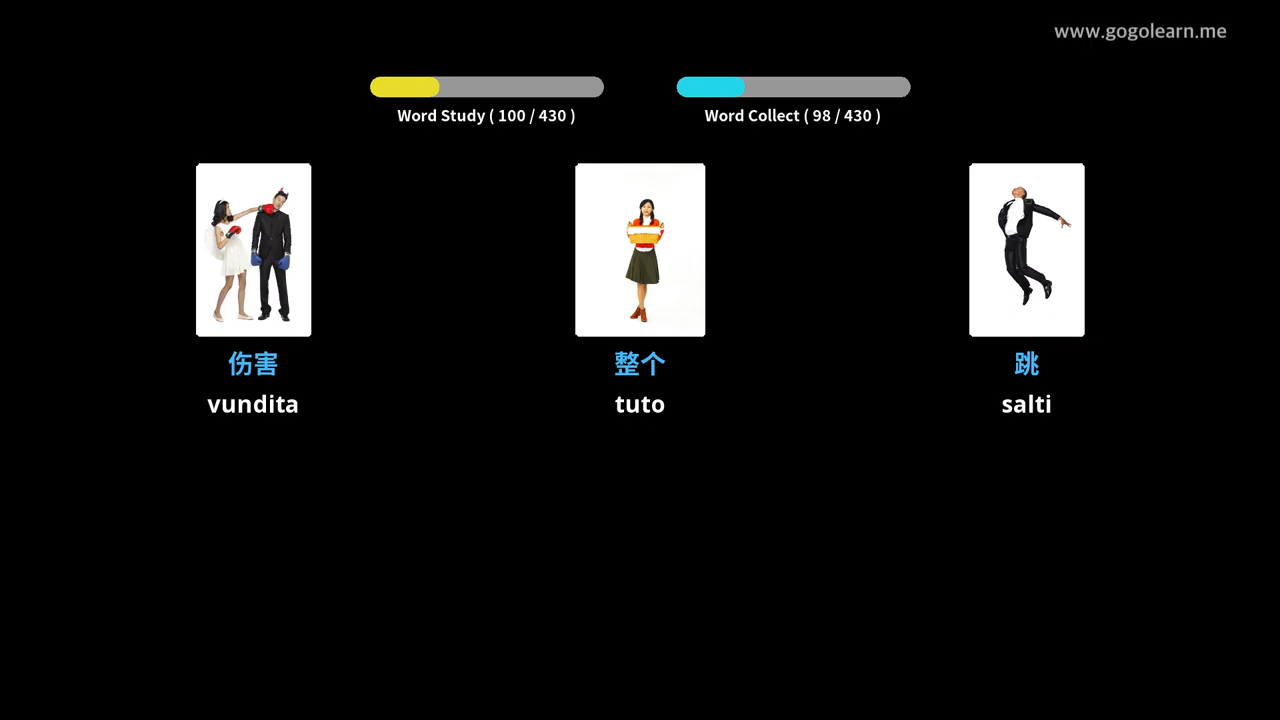 www.gogolearn.me
Word Study ( 100 / 430 )
Word Collect ( 98 / 430 )
伤害
整个
跳
vundita
tuto
salti